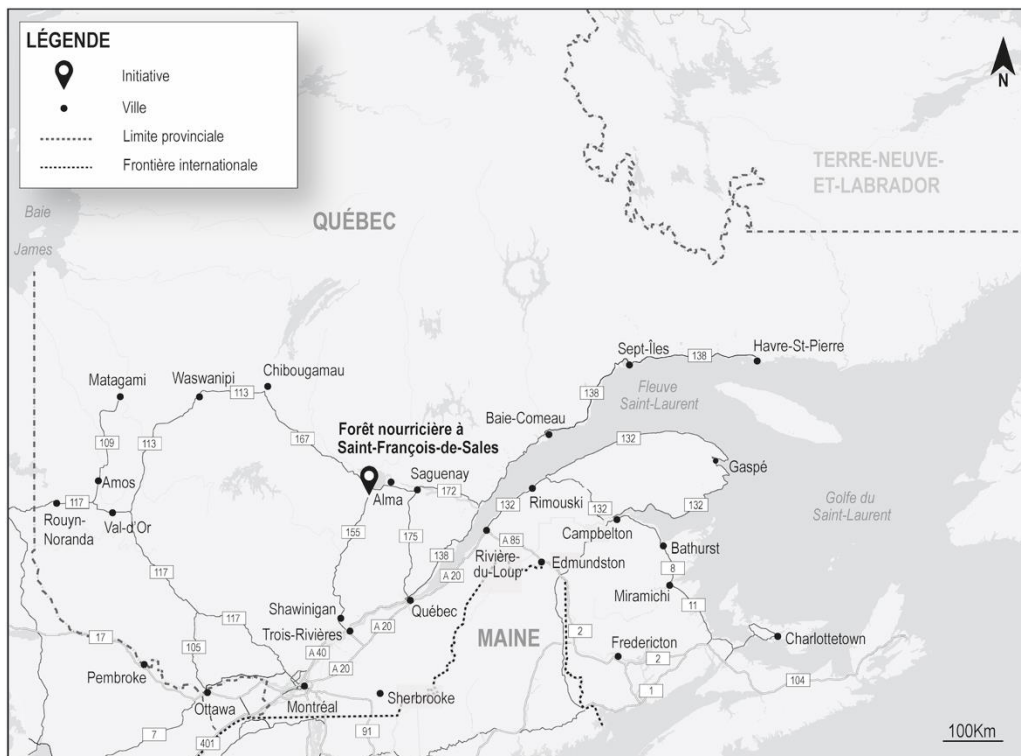 LÉGENDE
Initiative
Ville
Limite provinciale
Frontière internationale
N
TERRE-NEUVE-
ET-LABRADOR
QUÉBEC
Baie
James
Sept-Îles
138
Havre-St-Pierre
Matagami
Waswanipi
113
Chibougamau
138
Fleuve
Saint-Laurent
Baie-Comeau
109
113
167
Forêt nourricière à
Saint-François-de-Sales
132
Amos
Alma
Saguenay
172
Gaspé
117
Rouyn-
Noranda
Val-d'Or
132
Rimouski
132
132
Golfe du
Saint-Laurent
155
175
138
Rivière-
du-Loup
A 85
Campbelton
Bathurst
A 20
Edmundston
8
117
Miramichi
11
Shawinigan
Québec
117
Trois-Rivières
A 20
MAINE
2
Charlottetown
17
105
A 40
A 20
Fredericton
2
Pembroke
104
Ottawa
Montréal
Sherbrooke
1
7
401
91
100Km